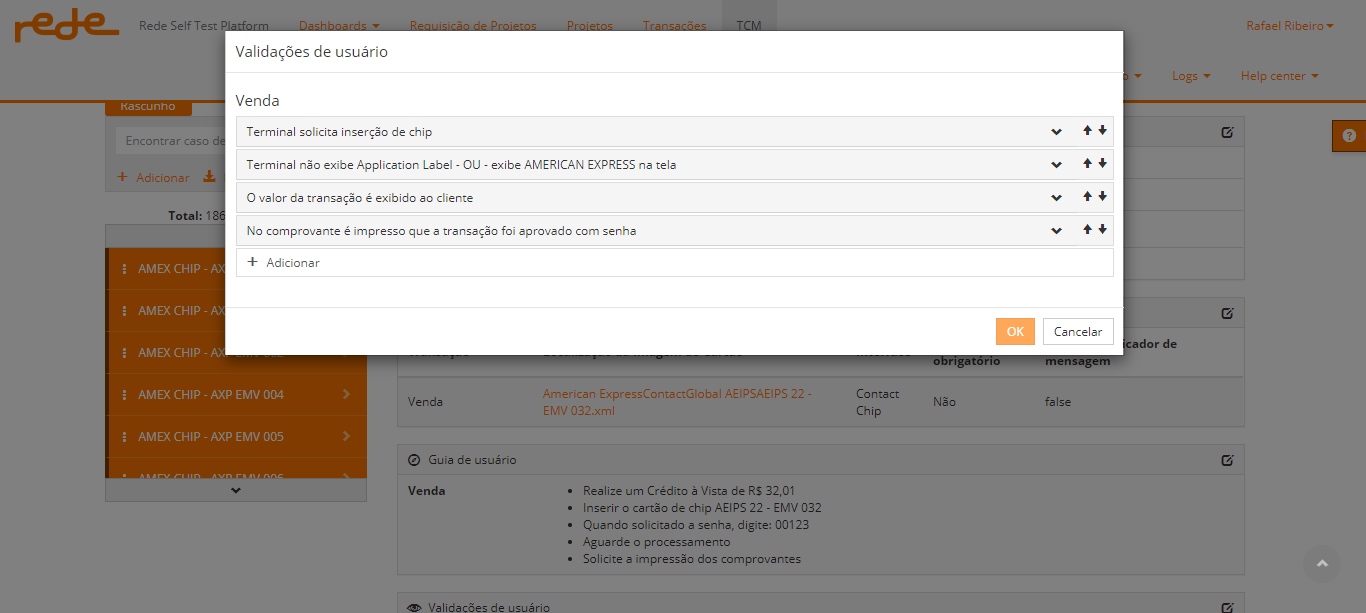 rede
Rede Self Test Platform
Dashboards
Requisição de Projetos
Projetos
Transações
TCM
Rafael Ribeiro
Logs
Help center
Validações de usuário
Venda
Terminal solicita inserção de chip
Terminal não exibe Application Label - OU - exibe AMERICAN EXPRESS na tela
O valor da transação é exibido ao cliente
No comprovante é impresso que a transação foi aprovado com senha
+ Adicionar
OK
Cancelar
Rascunho
Encontrar caso de
+ Adicionar
Total: 186
AMEX CHIP - AXP
AMEX CHIP - AXP
AMEX CHIP - AXP
AMEX CHIP - AXP EMV 004
AMEX CHIP - AXP EMV 005
AMEX CHIP - AXP EMV 006
obrigatório
mensagem
Venda
American ExpressContactGlobal AEIPSAEIPS 22 -
EMV 032.xml
Contact
Chip
Não
false
Guia de usuário
Venda
Realize um Crédito à Vista de R$ 32,01
Inserir o cartão de chip AEIPS 22 - EMV 032
Quando solicitado a senha, digite: 00123
Aguarde o processamento
Solicite a impressão dos comprovantes
Validações de usuário